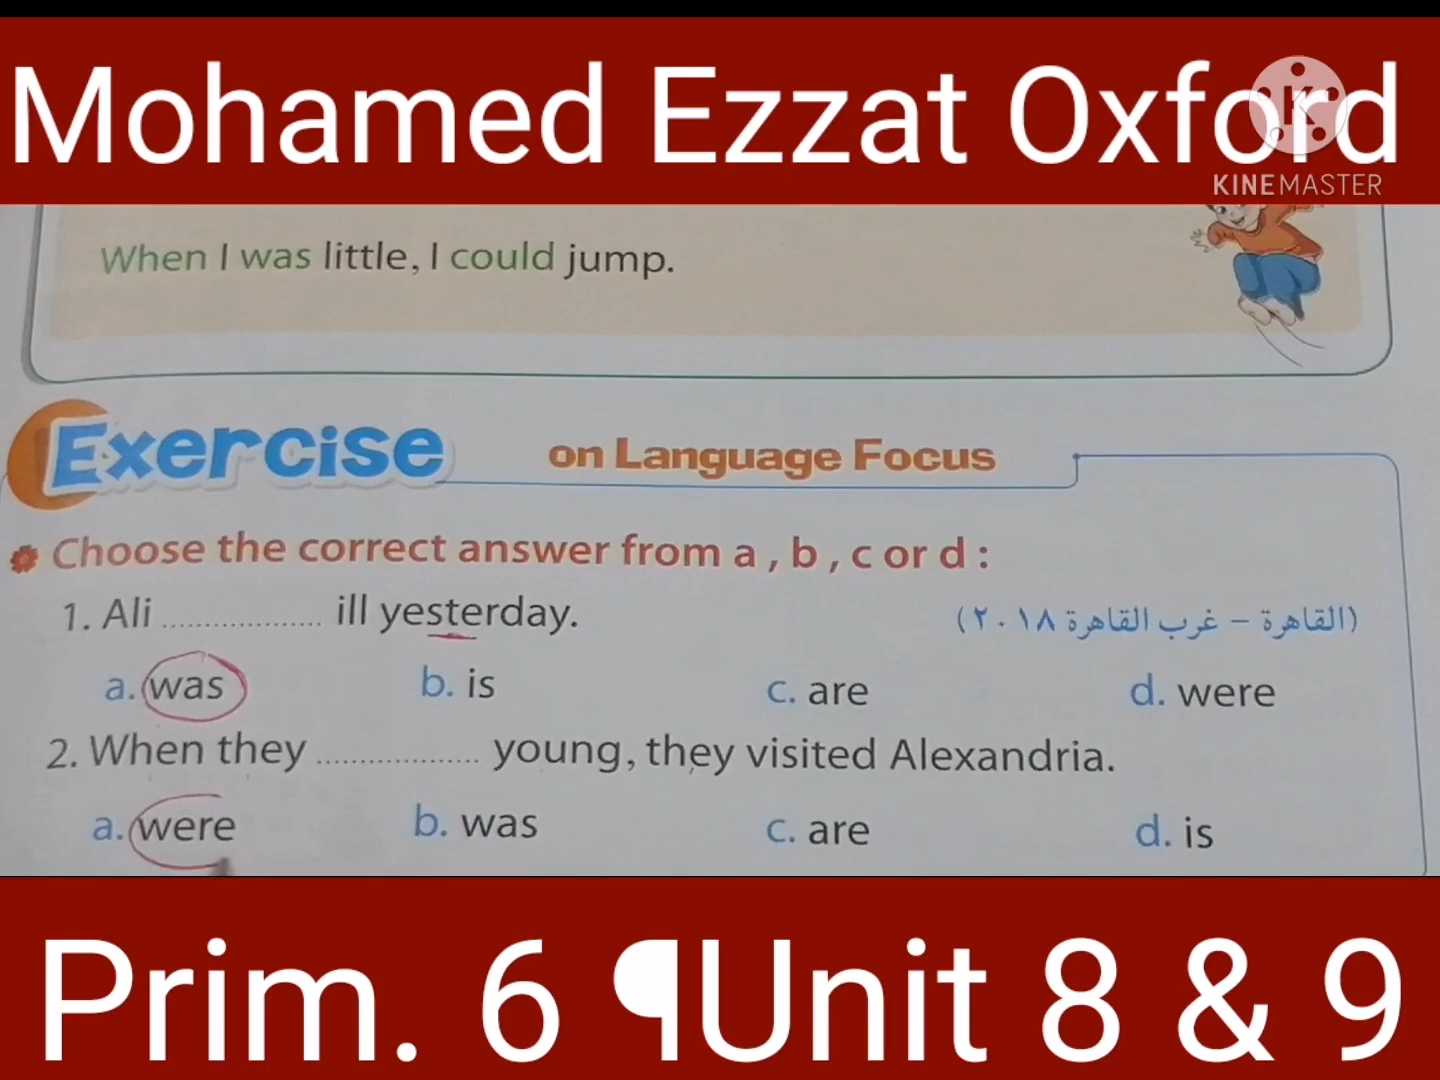 Mohamed Ezzat Oxford
KINEMASTER
When I was little, I could jump.
Exercise on Language Focus
Choose the correct answer from a , b , c or d :
1. Ali .................. ill yesterday. (القاهرة – غرب القاهرة ٢٠١٨)
a. was b. is c. are d. were
2. When they .................. young, they visited Alexandria.
a. were b. was c. are d. is
Prim. 6 ¶Unit 8 & 9